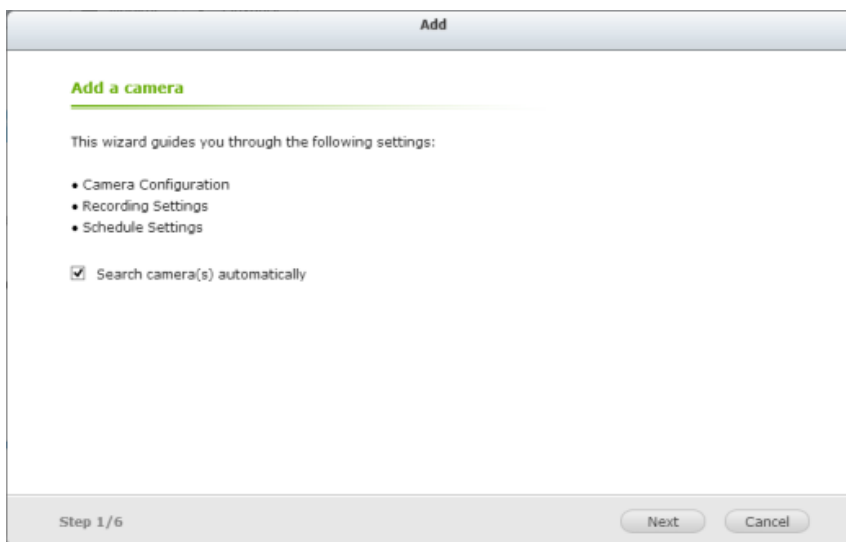 Add
Add a camera
This wizard guides you through the following settings:
• Camera Configuration
• Recording Settings
• Schedule Settings
Search camera(s) automatically
Step 1/6
Next
Cancel